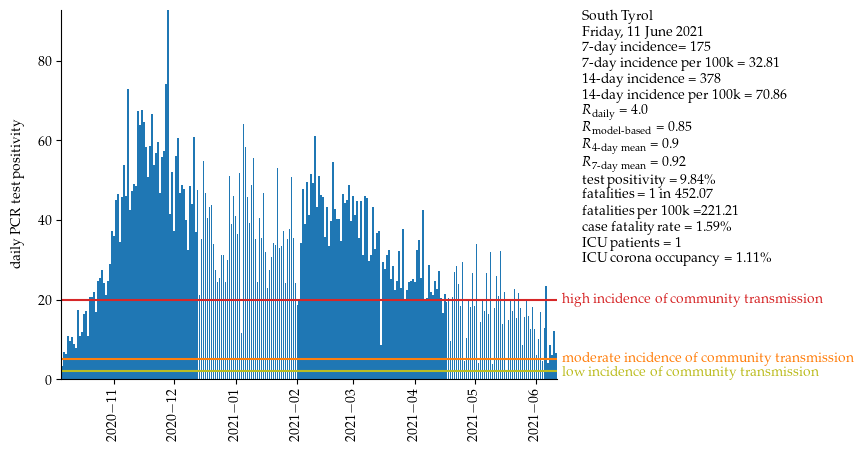 South Tyrol
Friday, 11 June 2021
7-day incidence= 175
7-day incidence per 100k = 32.81
14-day incidence = 378
14-day incidence per 100k = 70.86
R daily = 4.0
R model-based = 0.85
R 4-day mean = 0.9
R 7-day mean = 0.92
test positivity = 9.84%
fatalities = 1 in 452.07
fatalities per 100k =221.21
case fatality rate = 1.59%
ICU patients = 1
ICU corona occupancy = 1.11%
daily PCR test positivity
80
60
40
20
0
high incidence of community transmission
moderate incidence of community transmission
low incidence of community transmission
2020−11
2020−12
2021−01
2021−02
2021−03
2021−04
2021−05
2021−06